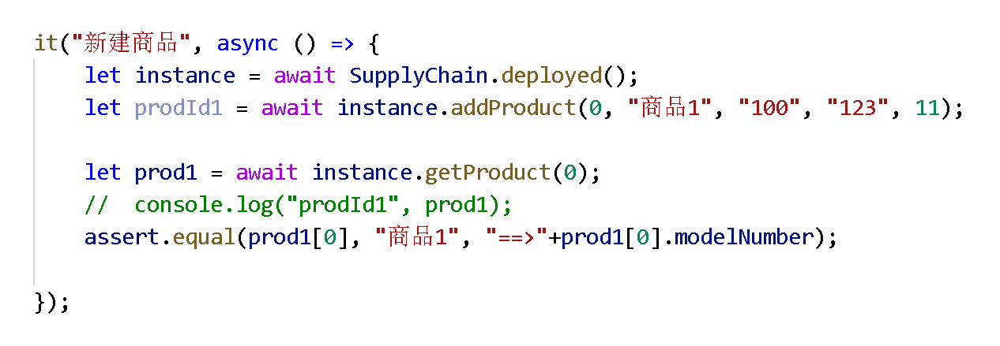 it("新建商品", async () => {
let instance = await SupplyChain.deployed();
let prodId1 = await instance.addProduct(0, "商品1", "100", "123", 11);
let prod1 = await instance.getProduct(0);
//  console.log("prodId1", prod1);
assert.equal(prod1[0], "商品1", "==>"+prod1[0].modelNumber);
});